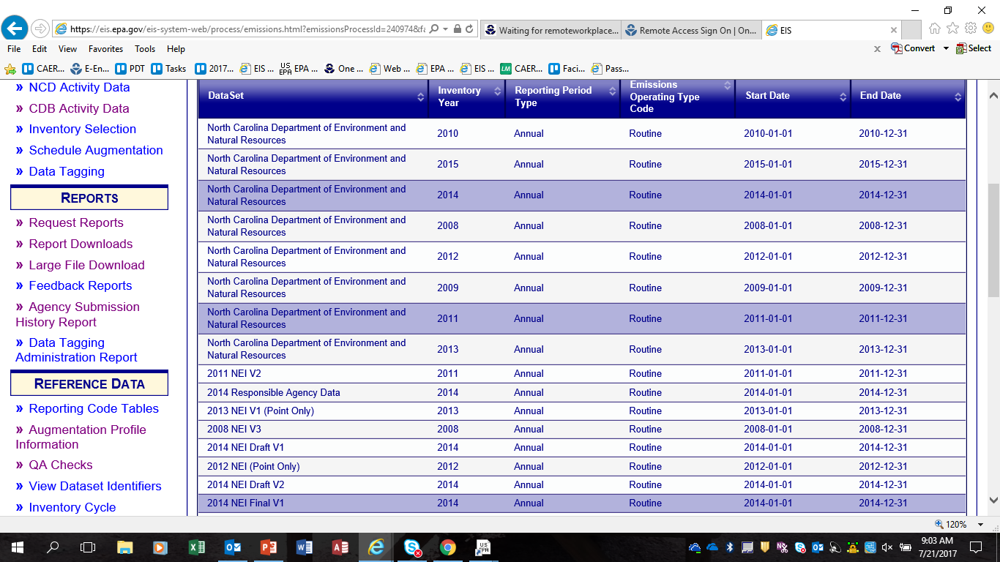 https://eis.epa.gov/eis-system-web/process/emissions.html?emissionsProcessId=240974&fa
Waiting for remoteworkplace...
Remote Access Sign On | On...
EIS
File Edit View Favorites Tools Help
Convert
Select
CAER...
E-En...
PDT
Tasks
2017...
EIS ...
US EPA
EPA ...
One ...
Web ...
EPA ...
EIS ...
LM
CAER...
Faci...
Pass...
» NCD Activity Data
» CDB Activity Data
» Inventory Selection
» Schedule Augmentation
» Data Tagging
REPORTS
» Request Reports
» Report Downloads
» Large File Download
» Feedback Reports
» Agency Submission
History Report
» Data Tagging
Administration Report
REFERENCE DATA
» Reporting Code Tables
» Augmentation Profile
Information
» QA Checks
» View Dataset Identifiers
» Inventory Cycle
DataSet
Inventory
Year
Reporting Period
Type
Emissions
Operating Type
Code
Start Date
End Date
North Carolina Department of Environment and
Natural Resources
2010 Annual Routine 2010-01-01 2010-12-31
North Carolina Department of Environment and
Natural Resources
2015 Annual Routine 2015-01-01 2015-12-31
North Carolina Department of Environment and
Natural Resources
2014 Annual Routine 2014-01-01 2014-12-31
North Carolina Department of Environment and
Natural Resources
2008 Annual Routine 2008-01-01 2008-12-31
North Carolina Department of Environment and
Natural Resources
2012 Annual Routine 2012-01-01 2012-12-31
North Carolina Department of Environment and
Natural Resources
2009 Annual Routine 2009-01-01 2009-12-31
North Carolina Department of Environment and
Natural Resources
2011 Annual Routine 2011-01-01 2011-12-31
North Carolina Department of Environment and
Natural Resources
2013 Annual Routine 2013-01-01 2013-12-31
2011 NEI V2 2011 Annual Routine 2011-01-01 2011-12-31
2014 Responsible Agency Data 2014 Annual Routine 2014-01-01 2014-12-31
2013 NEI V1 (Point Only) 2013 Annual Routine 2013-01-01 2013-12-31
2008 NEI V3 2008 Annual Routine 2008-01-01 2008-12-31
2014 NEI Draft V1 2014 Annual Routine 2014-01-01 2014-12-31
2012 NEI (Point Only) 2012 Annual Routine 2012-01-01 2012-12-31
2014 NEI Draft V2 2014 Annual Routine 2014-01-01 2014-12-31
2014 NEI Final V1 2014 Annual Routine 2014-01-01 2014-12-31
120%
9:03 AM
7/21/2017